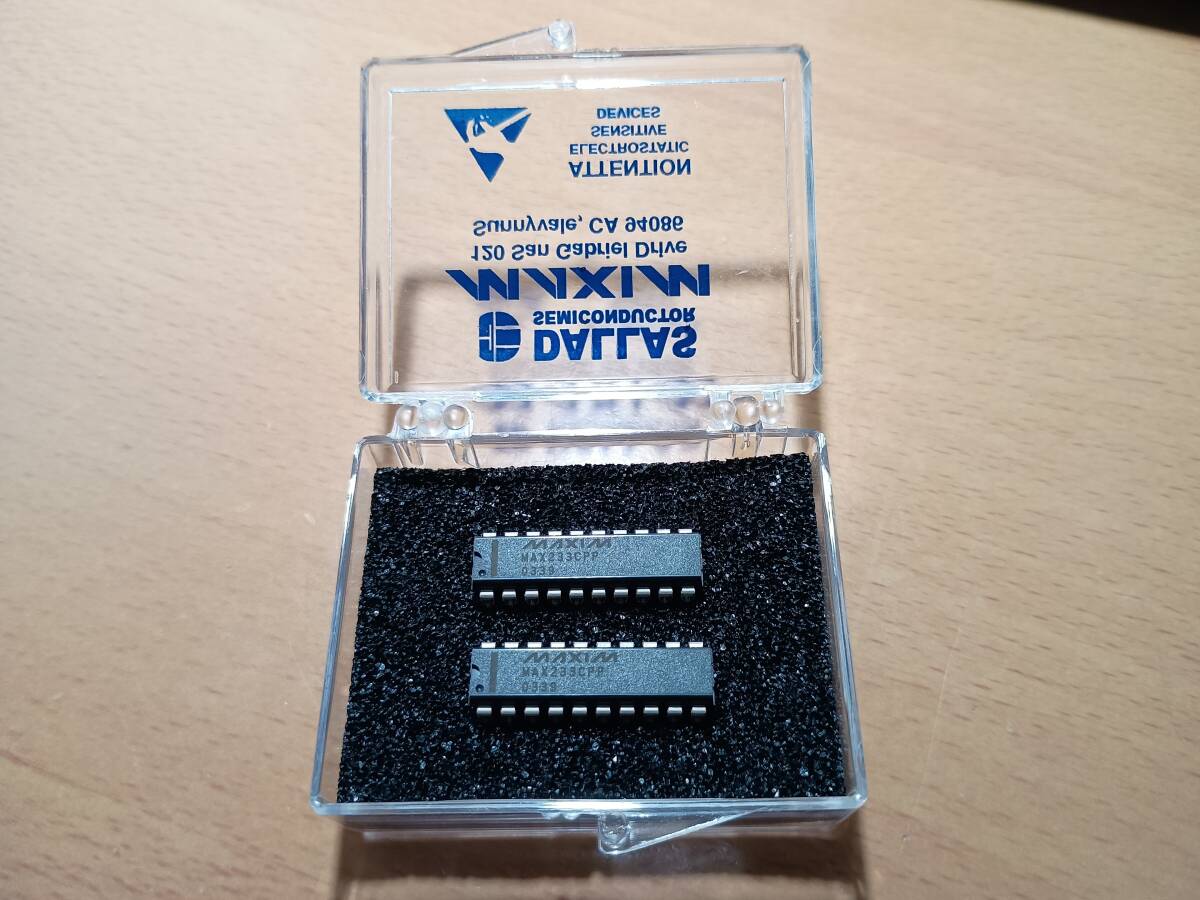 DALLAS
SEMICONDUCTOR
MAXIM
120 San Gabriel Drive
Sunnyvale, CA 94086
ATTENTION
ELECTROSTATIC
SENSITIVE
DEVICES
MAXIM
MAX233CPP
0339
MAXIM
MAX233CPP
0339